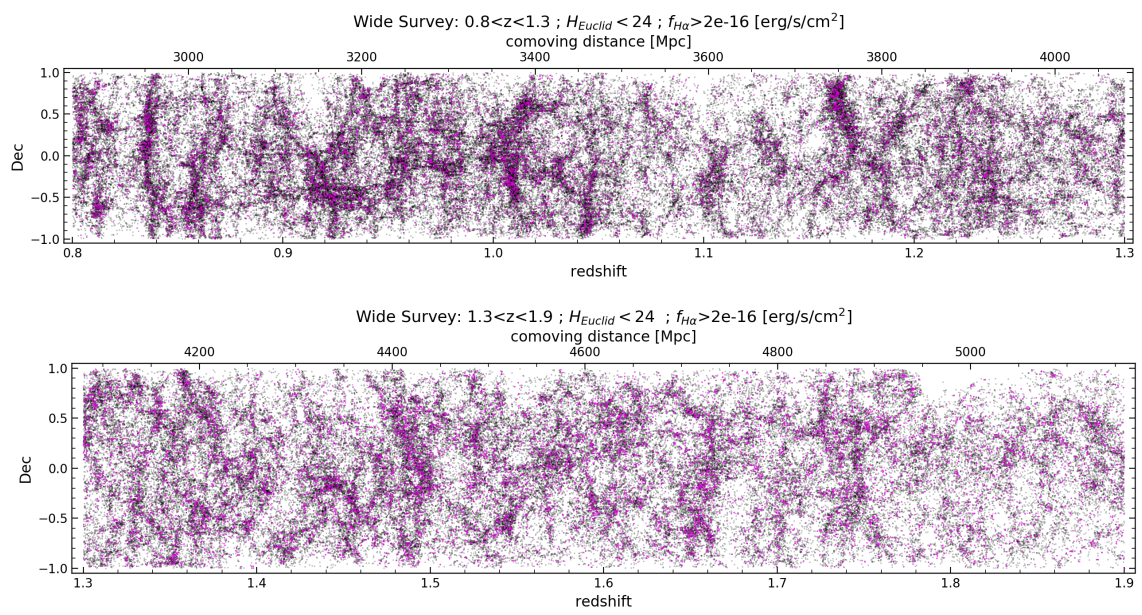 Wide Survey: 0.8<z<1.3 ; H_Euclid < 24 ; f_Hα>2e-16 [erg/s/cm²]
comoving distance [Mpc]
3000 3200 3400 3600 3800 4000
1.0
0.5
0.0
−0.5
−1.0
Dec
0.8 0.9 1.0 1.1 1.2 1.3
redshift
Wide Survey: 1.3<z<1.9 ; H_Euclid < 24 ; f_Hα>2e-16 [erg/s/cm²]
comoving distance [Mpc]
4200 4400 4600 4800 5000
1.0
0.5
0.0
−0.5
−1.0
Dec
1.3 1.4 1.5 1.6 1.7 1.8 1.9
redshift